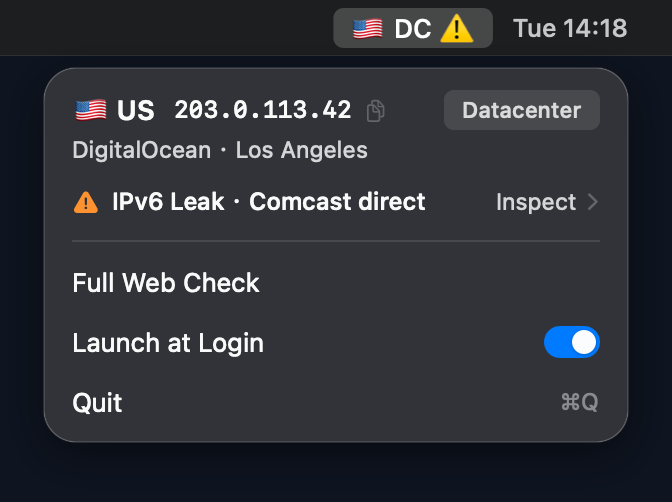 🇺🇸 DC ⚠️ Tue 14:18
🇺🇸 US 203.0.113.42 Datacenter
DigitalOcean · Los Angeles
IPv6 Leak · Comcast direct Inspect >
Full Web Check
Launch at Login
Quit ⌘Q